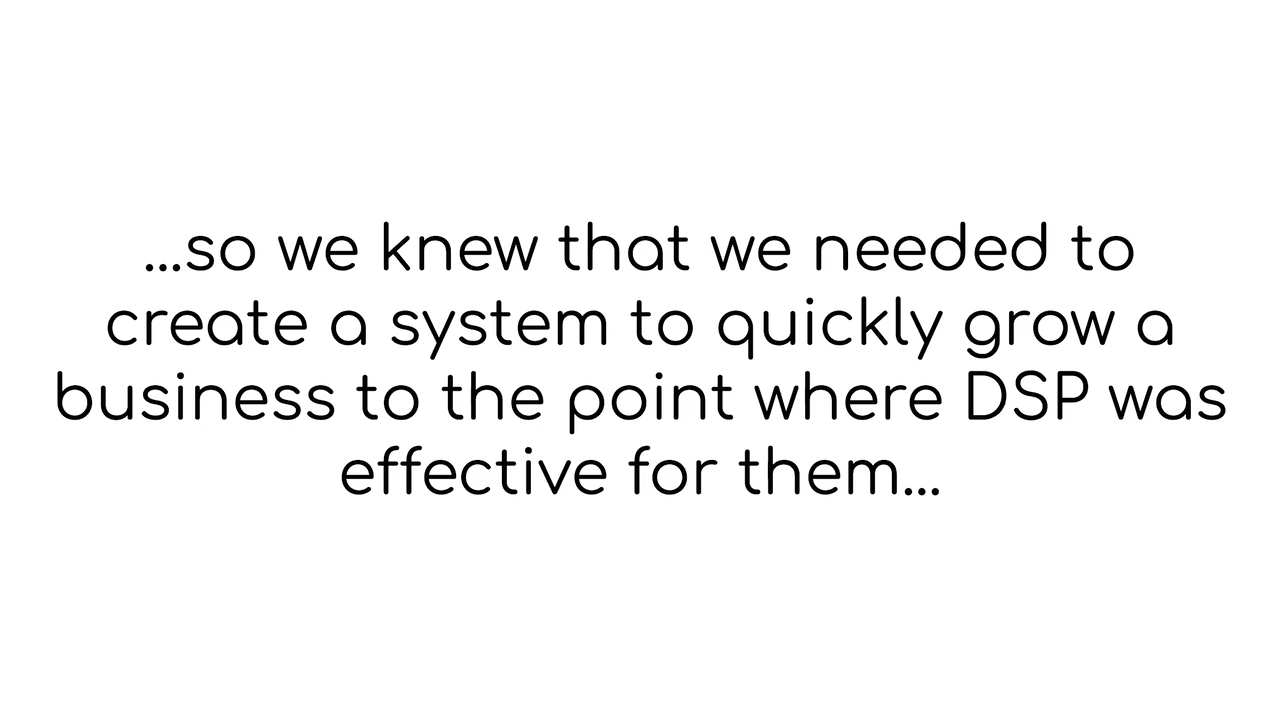 ...so we knew that we needed to
create a system to quickly grow a
business to the point where DSP was
effective for them...